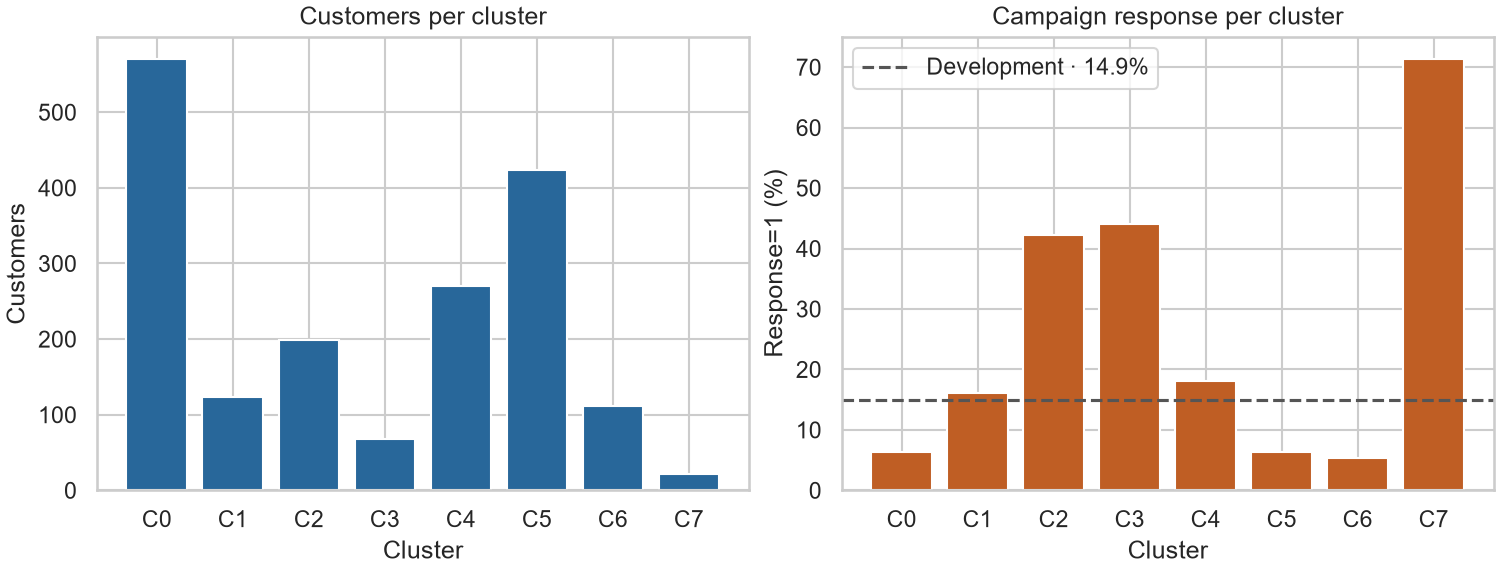 Customers per cluster
500
400
300
200
100
0
Customers
C0 C1 C2 C3 C4 C5 C6 C7
Cluster
Campaign response per cluster
Development · 14.9%
70
60
50
40
30
20
10
0
Response=1 (%)
C0 C1 C2 C3 C4 C5 C6 C7
Cluster